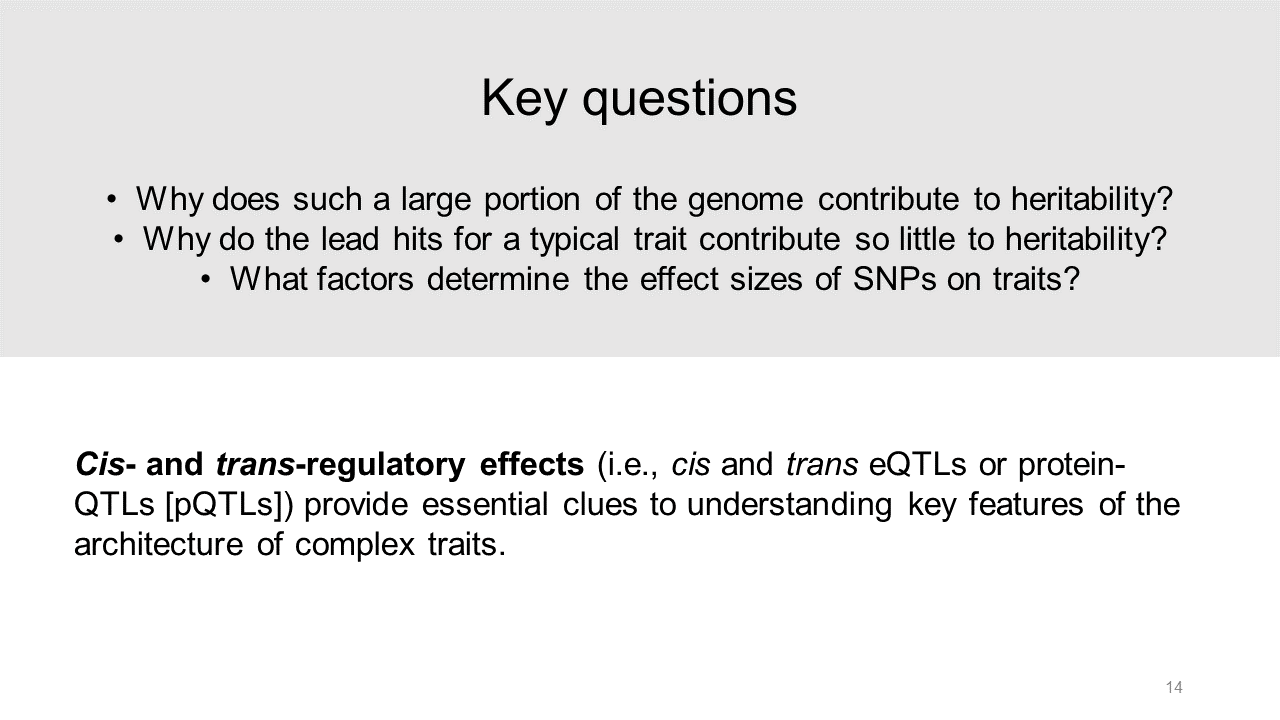 Key questions
• Why does such a large portion of the genome contribute to heritability?
• Why do the lead hits for a typical trait contribute so little to heritability?
• What factors determine the effect sizes of SNPs on traits?
Cis- and trans-regulatory effects (i.e., cis and trans eQTLs or protein-
QTLs [pQTLs]) provide essential clues to understanding key features of the
architecture of complex traits.
14